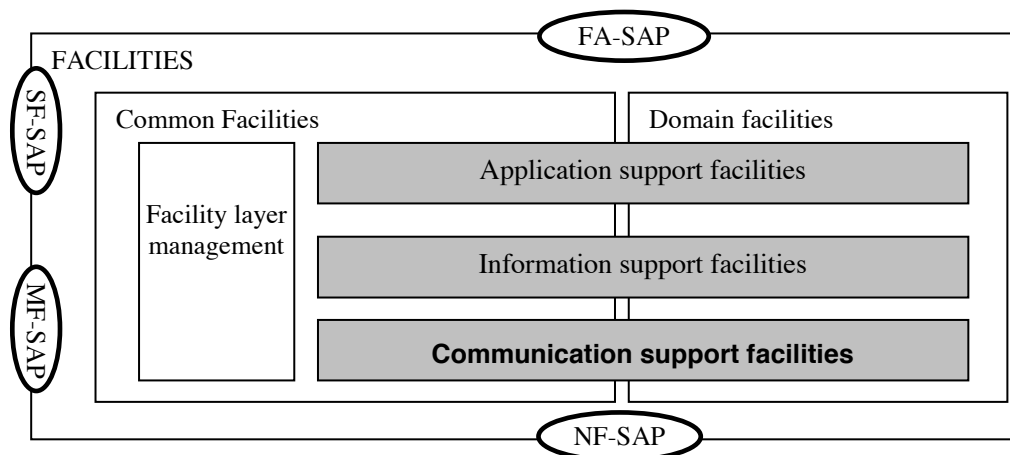 FA-SAP
FACILITIES
SF-SAP
Common Facilities
Domain facilities
Application support facilities
Facility layer
management
Information support facilities
MF-SAP
Communication support facilities
NF-SAP